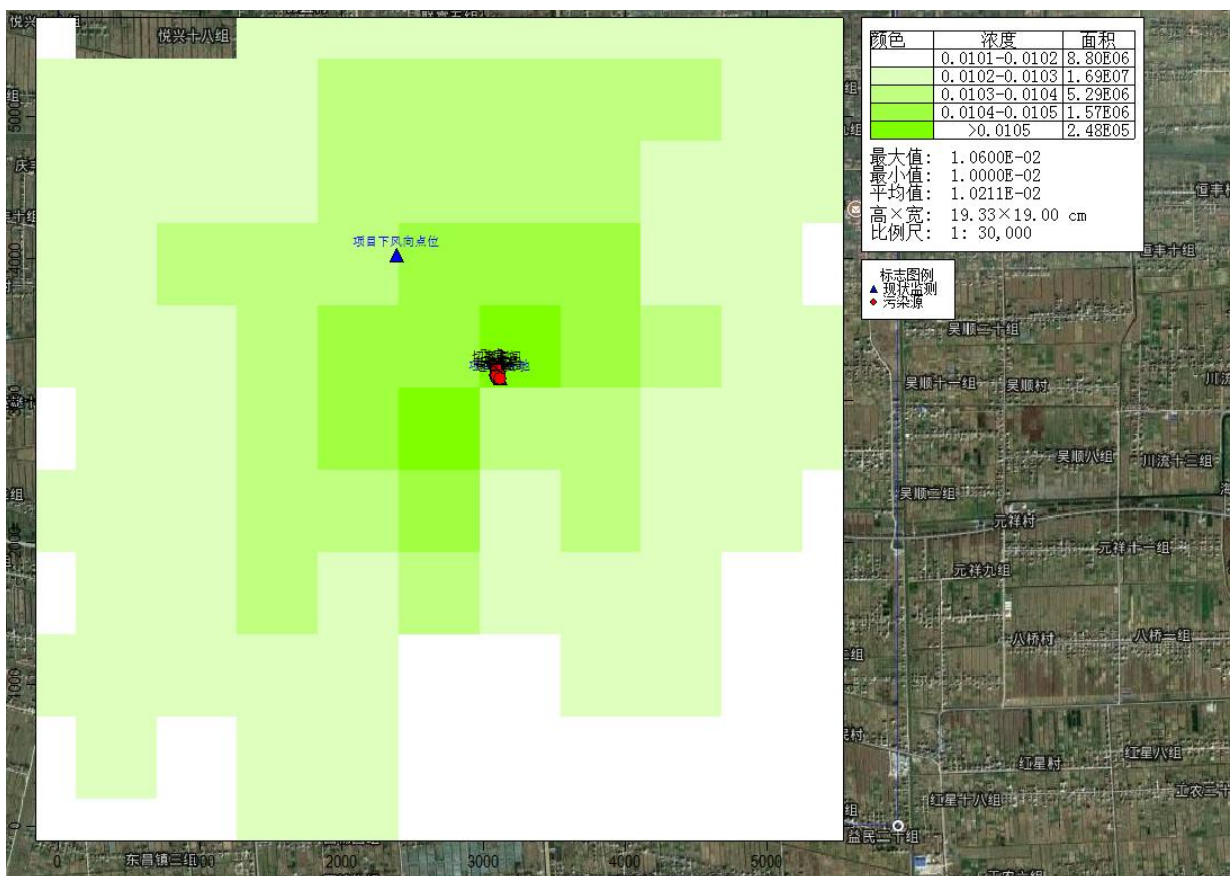 悦兴十八组
颜色 浓度 面积
0.0101-0.0102 8.80E06
0.0102-0.0103 1.69E07
0.0103-0.0104 5.29E06
0.0104-0.0105 1.57E06
>0.0105 2.48E05
最大值: 1.0600E-02
最小值: 1.0000E-02
平均值: 1.0211E-02
高×宽: 19.33×19.00 cm
比例尺: 1: 30,000
标志图例
现状监测
污染源
项目下风向点位
恒丰十组
吴顺二十组
吴顺十一组
吴顺村
吴顺八组
川流十三组
吴顺二组
元祥村
元祥十一组
元祥九组
八桥村
八桥一组
红星村
红星八组
红星十八组
益民二十组
东昌镇三组
5000
4000
1000
0
0
2000
3000
4000
5000